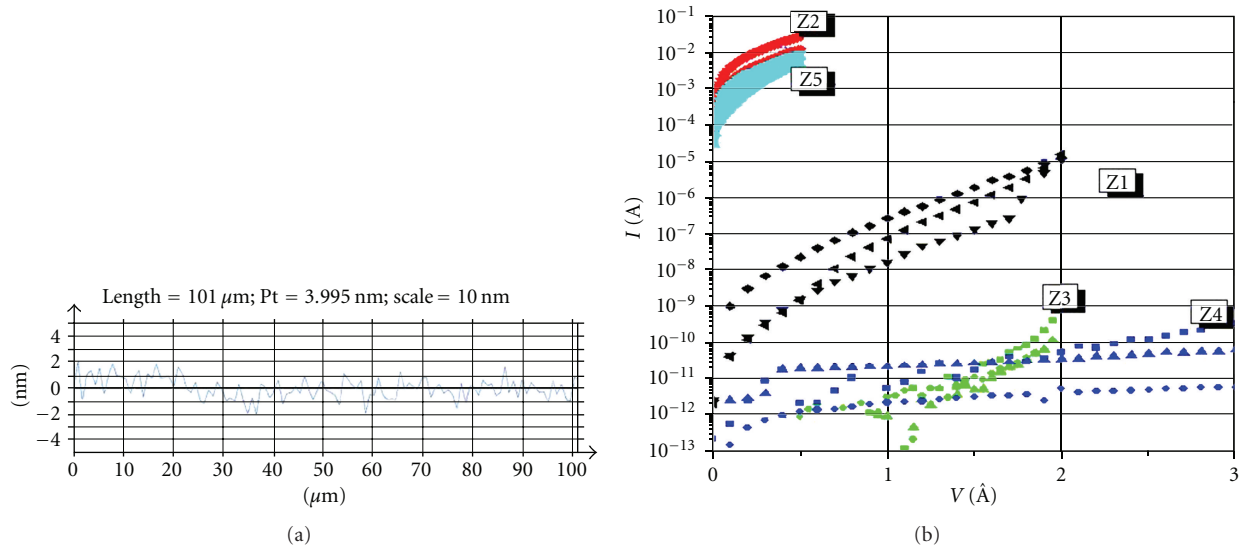 Length = 101 μm; Pt = 3.995 nm; scale = 10 nm
4
2
0
−2
−4
(nm)
0 10 20 30 40 50 60 70 80 90 100
(μm)
(a)
10⁻¹
10⁻²
10⁻³
10⁻⁴
10⁻⁵
10⁻⁶
10⁻⁷
10⁻⁸
10⁻⁹
10⁻¹⁰
10⁻¹¹
10⁻¹²
10⁻¹³
I (A)
Z2
Z5
Z1
Z3
Z4
0 1 2 3
V (Â)
(b)